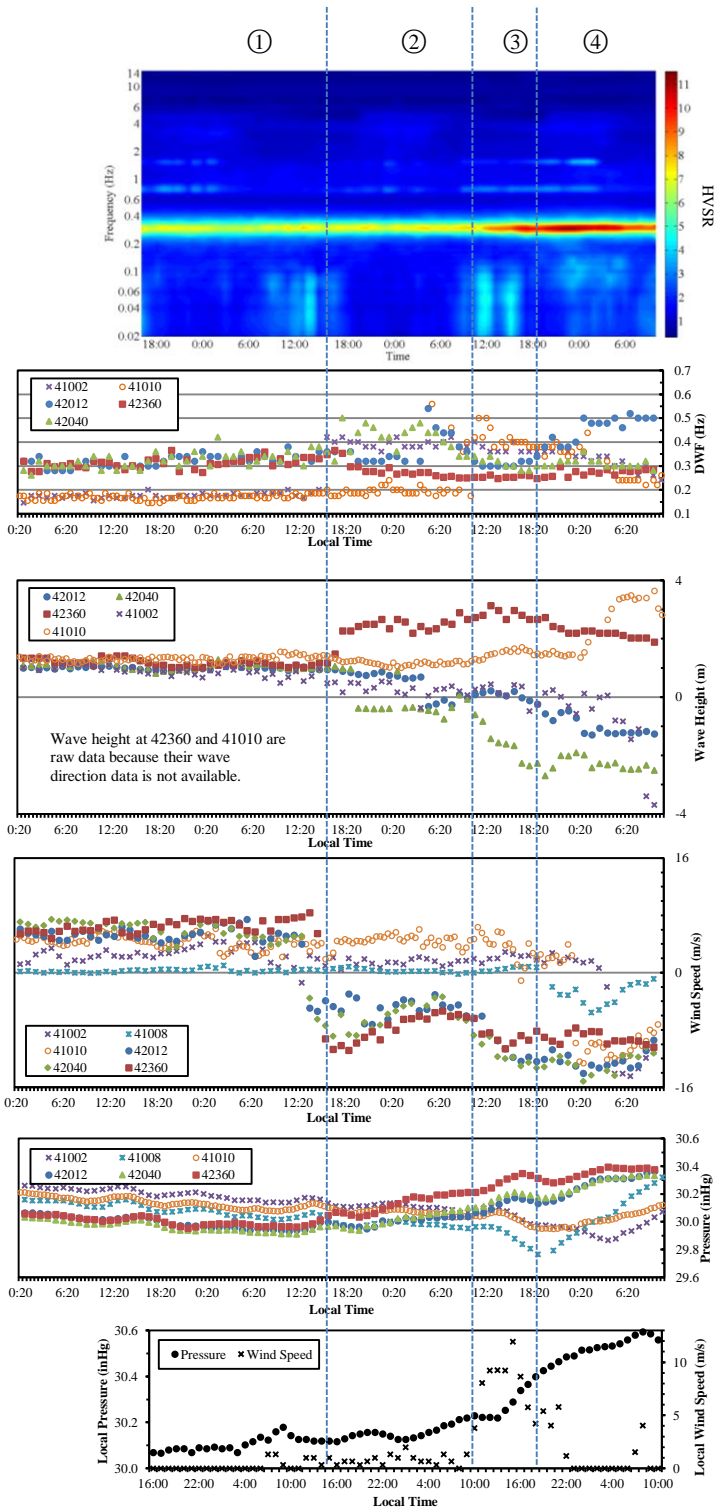 ① ② ③ ④
14
10
6
4
2
1
0.6
0.4
0.2
0.1
0.06
0.04
0.02
Frequency (Hz)
18:00 0:00 6:00 12:00 18:00 0:00 6:00 12:00 18:00 0:00 6:00
Time
11
10
9
8
7
6
5
4
3
2
1
HVSR
41002 41010
42012 42360
42040
0.7
0.6
0.5
0.4
0.3
0.2
0.1
DWF (Hz)
0:20 6:20 12:20 18:20 0:20 6:20 12:20 18:20 0:20 6:20 12:20 18:20 0:20 6:20
Local Time
42012 42040
42360 41002
41010
4
0
-4
Wave Height (m)
Wave height at 42360 and 41010 are
raw data because their wave
direction data is not available.
0:20 6:20 12:20 18:20 0:20 6:20 12:20 18:20 0:20 6:20 12:20 18:20 0:20 6:20
Local Time
16
0
-16
Wind Speed (m/s)
41002 41008
41010 42012
42040 42360
0:20 6:20 12:20 18:20 0:20 6:20 12:20 18:20 0:20 6:20 12:20 18:20 0:20 6:20
Local Time
41002 41008 41010
42012 42040 42360
30.6
30.4
30.2
30.0
29.8
29.6
Pressure (inHg)
0:20 6:20 12:20 18:20 0:20 6:20 12:20 18:20 0:20 6:20 12:20 18:20 0:20 6:20
Local Time
Pressure Wind Speed
30.6
30.4
30.2
30.0
Local Pressure (inHg)
10
5
0
Local Wind Speed (m/s)
16:00 22:00 4:00 10:00 16:00 22:00 4:00 10:00 16:00 22:00 4:00 10:00
Local Time